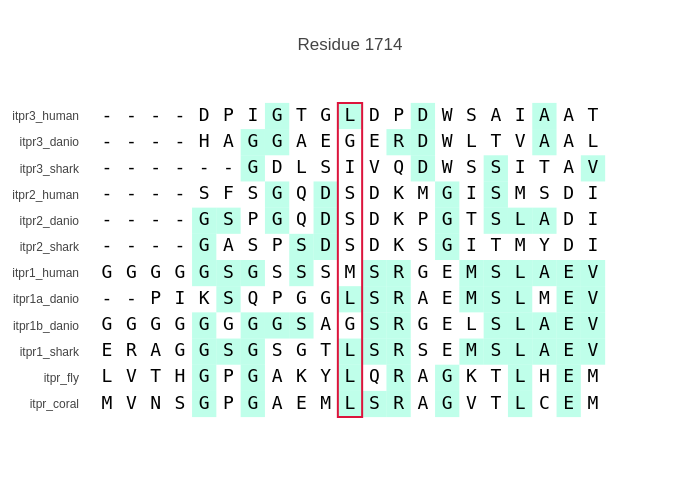 Residue 1714
itpr3_human - - - - D P I G T G L D P D W S A I A A T
itpr3_danio - - - - H A G G A E G E R D W L T V A A L
itpr3_shark - - - - - - G D L S I V Q D W S S I T A V
itpr2_human - - - - S F S G Q D S D K M G I S M S D I
itpr2_danio - - - - G S P G Q D S D K P G T S L A D I
itpr2_shark - - - - G A S P S D S D K S G I T M Y D I
itpr1_human G G G G G S G S S S M S R G E M S L A E V
itpr1a_danio - - P I K S Q P G G L S R A E M S L M E V
itpr1b_danio G G G G G G G G S A G S R G E L S L A E V
itpr1_shark E R A G G S G S G T L S R S E M S L A E V
itpr_fly L V T H G P G A K Y L Q R A G K T L H E M
itpr_coral M V N S G P G A E M L S R A G V T L C E M